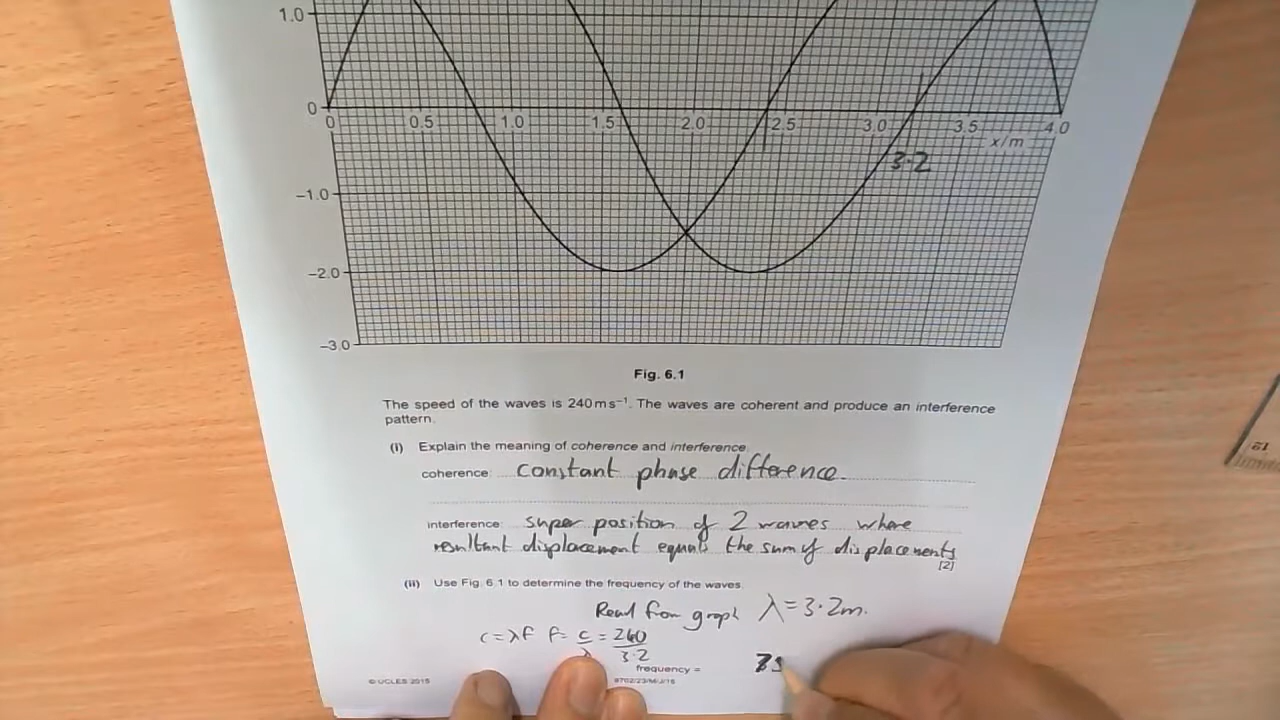 1.0
0
0 0.5 1.0 1.5 2.0 2.5 3.0 3.5 4.0
x/m
3.2
-1.0
-2.0
-3.0
Fig. 6.1
The speed of the waves is 240 m s⁻¹. The waves are coherent and produce an interference
pattern.
(i) Explain the meaning of coherence and interference.
coherence: constant phase difference.
interference: super position of 2 waves where
resultant displacement equals the sum of displacements
[2]
(ii) Use Fig. 6.1 to determine the frequency of the waves.
Read from graph λ = 3.2m.
c = λf f = c/λ = 240/3.2
frequency = 75
© UCLES 2015 9702/23/M/J/15
12